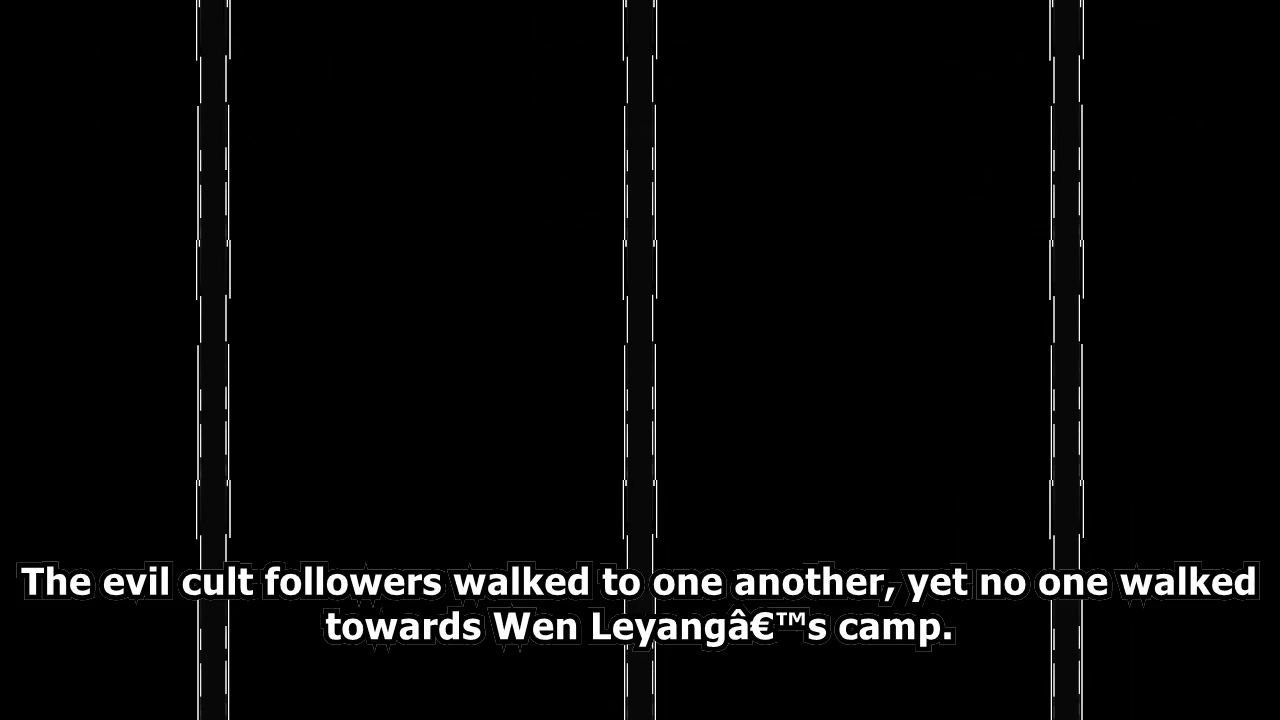 The evil cult followers walked to one another, yet no one walked
towards Wen Leyangâ€™s camp.